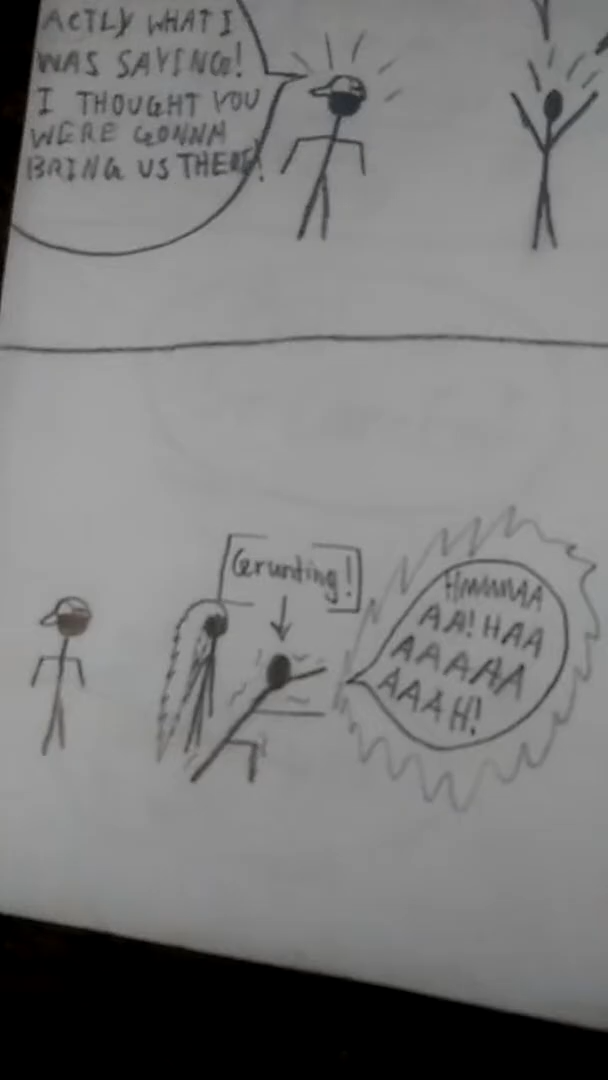 ACTLY WHAT I
WAS SAYING!
I THOUGHT YOU
WERE GONNA
BRING US THERE!
Grunting!
HMMMAA
AA! HAA
AAAAA
AAAH!